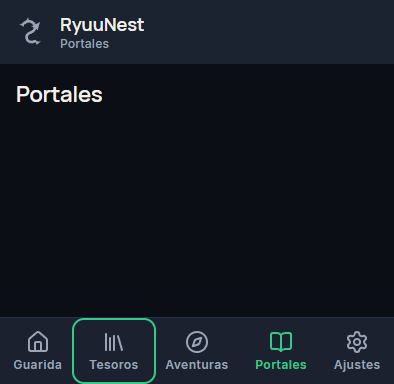 RyuuNest
Portales
Portales
Guarida
Tesoros
Aventuras
Portales
Ajustes